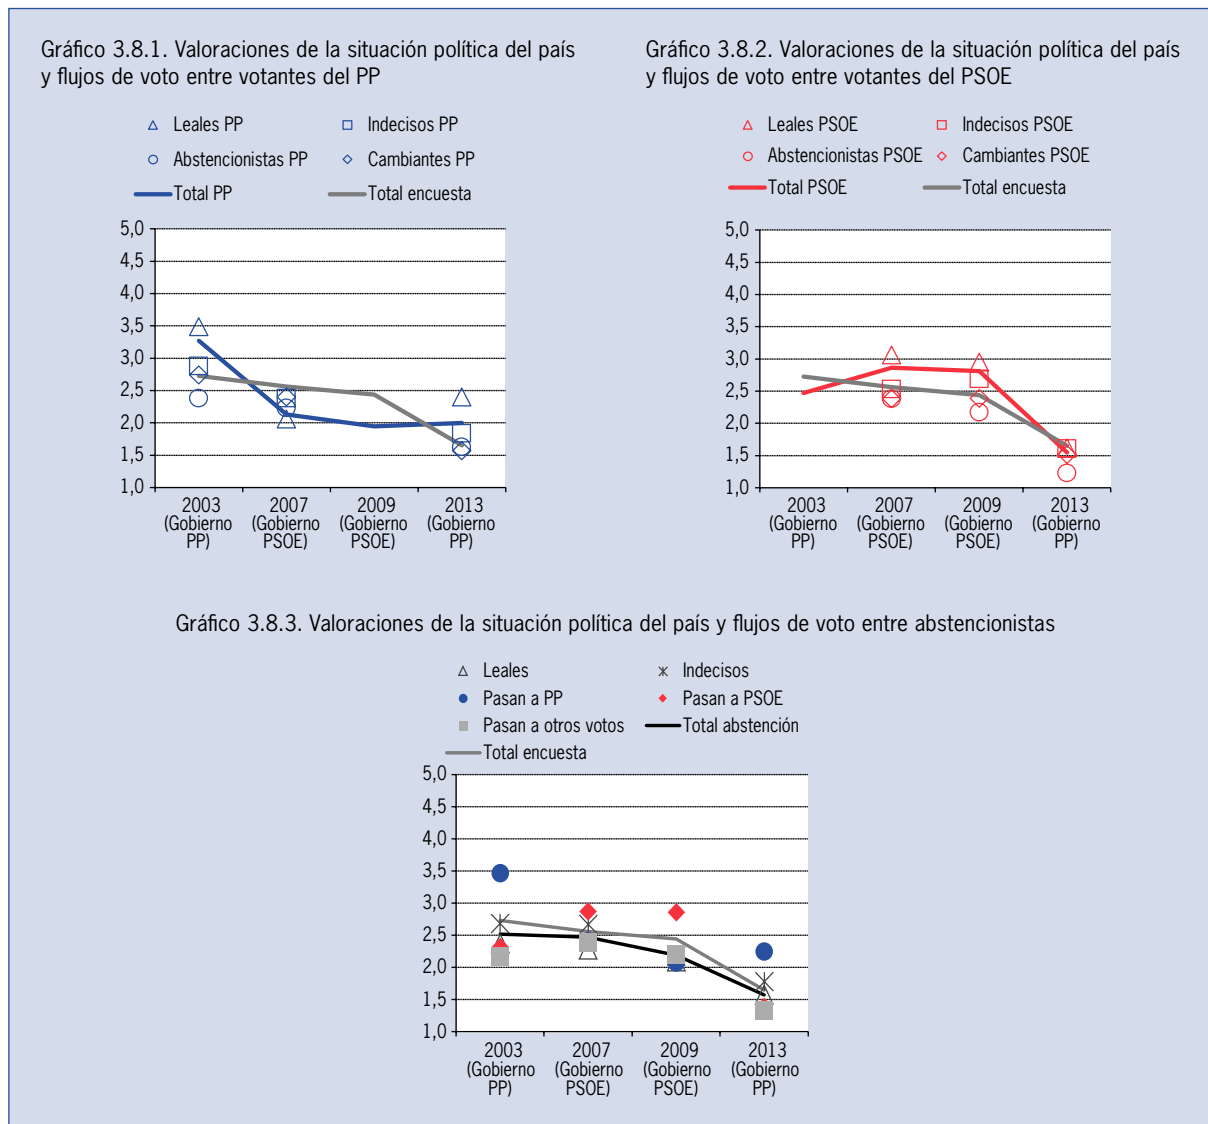 Gráfico 3.8.1. Valoraciones de la situación política del país
y flujos de voto entre votantes del PP
Leales PP
Indecisos PP
Abstencionistas PP
Cambiantes PP
Total PP
Total encuesta
5,0
4,5
4,0
3,5
3,0
2,5
2,0
1,5
1,0
2003
(Gobierno
PP)
2007
(Gobierno
PSOE)
2009
(Gobierno
PSOE)
2013
(Gobierno
PP)
Gráfico 3.8.2. Valoraciones de la situación política del país
y flujos de voto entre votantes del PSOE
Leales PSOE
Indecisos PSOE
Abstencionistas PSOE
Cambiantes PSOE
Total PSOE
Total encuesta
5,0
4,5
4,0
3,5
3,0
2,5
2,0
1,5
1,0
2003
(Gobierno
PP)
2007
(Gobierno
PSOE)
2009
(Gobierno
PSOE)
2013
(Gobierno
PP)
Gráfico 3.8.3. Valoraciones de la situación política del país y flujos de voto entre abstencionistas
Leales
Indecisos
Pasan a PP
Pasan a PSOE
Pasan a otros votos
Total abstención
Total encuesta
5,0
4,5
4,0
3,5
3,0
2,5
2,0
1,5
1,0
2003
(Gobierno
PP)
2007
(Gobierno
PSOE)
2009
(Gobierno
PSOE)
2013
(Gobierno
PP)